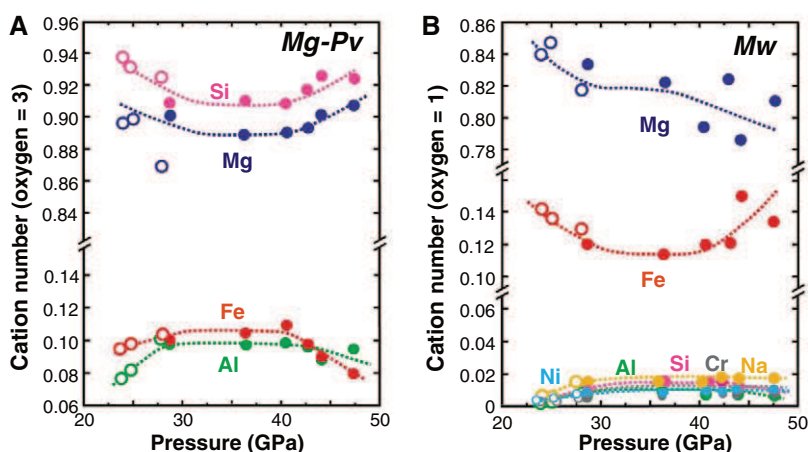 A
Mg-Pv
Cation number (oxygen = 3)
0.96
0.94
0.92
0.90
0.88
0.86
0.84
0.14
0.12
0.10
0.08
0.06
Si
Mg
Fe
Al
20 30 40 50
Pressure (GPa)
B
Mw
Cation number (oxygen = 1)
0.86
0.84
0.82
0.80
0.78
0.14
0.10
0.06
0.04
0.02
0
Mg
Fe
Ni Al Si Cr Na
20 30 40 50
Pressure (GPa)